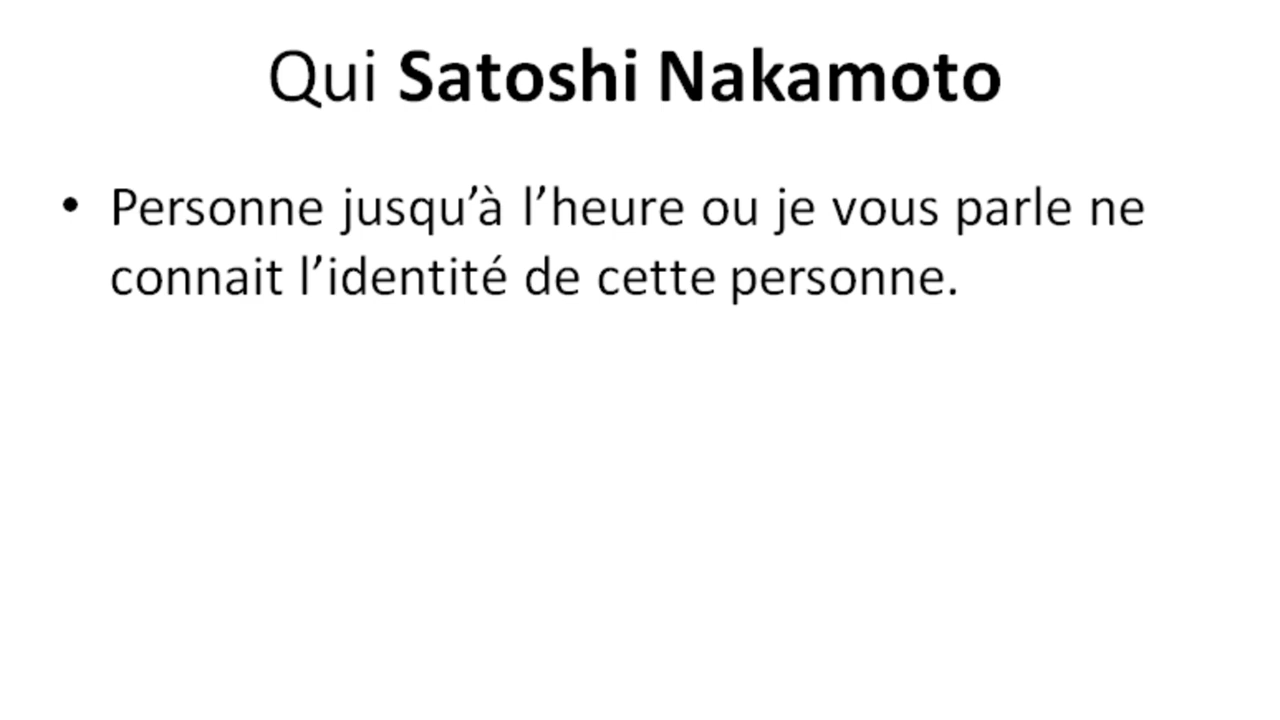 Qui Satoshi Nakamoto
• Personne jusqu’à l’heure ou je vous parle ne
connait l’identité de cette personne.